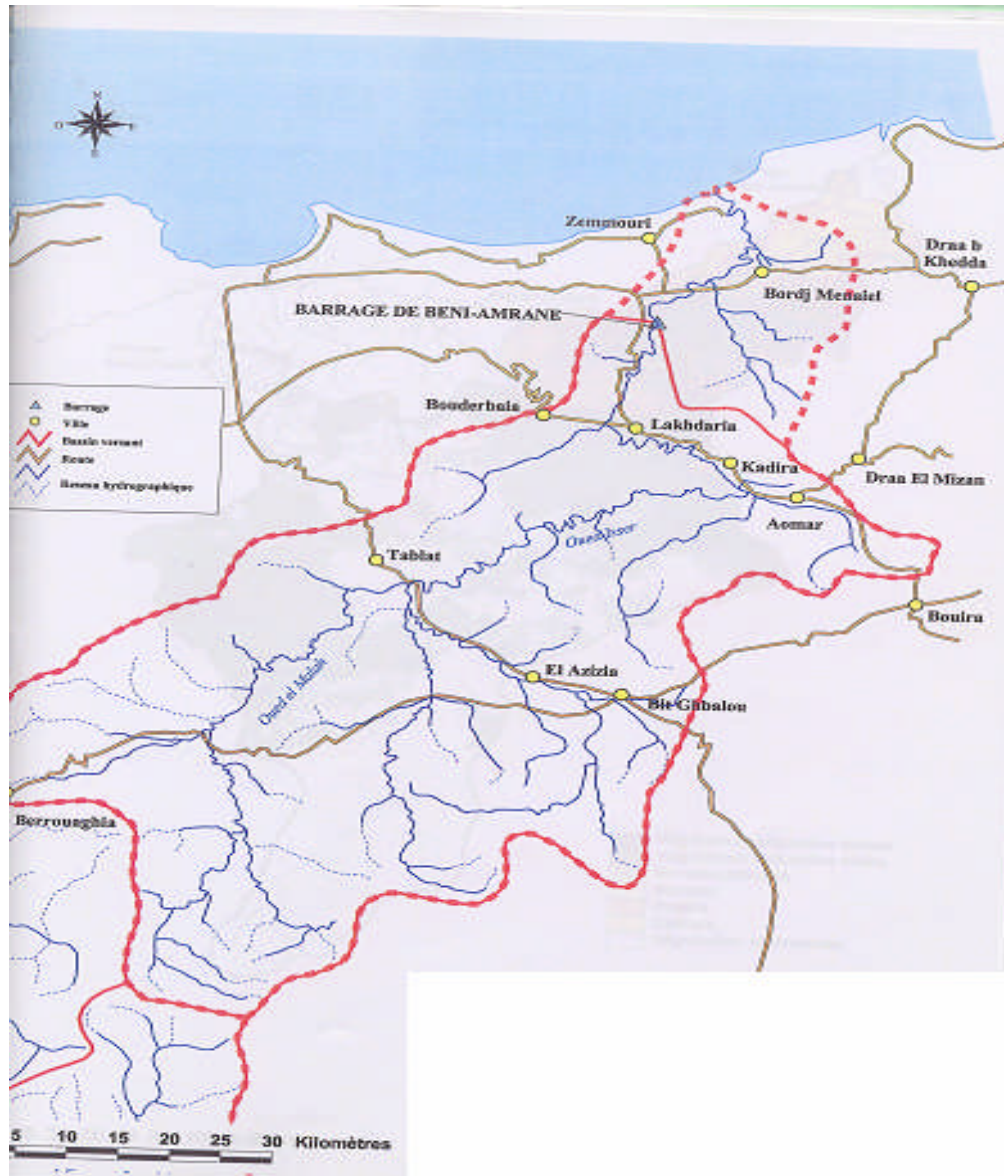 N
O E
S
Zemmouri
Draa b
Khedda
Bordj Menaiel
BARRAGE DE BENI-AMRANE
Barrage
Ville
Bassin versant
Route
Reseau hydrographique
Bouderbala
Lakhdaria
Kadira
Draa El Mizan
Aomar
Oued Isser
Tablat
Bouira
El Azizia
Oued el Mallah
Bir Ghbalou
Berrouaghia
5 10 15 20 25 30 Kilomètres